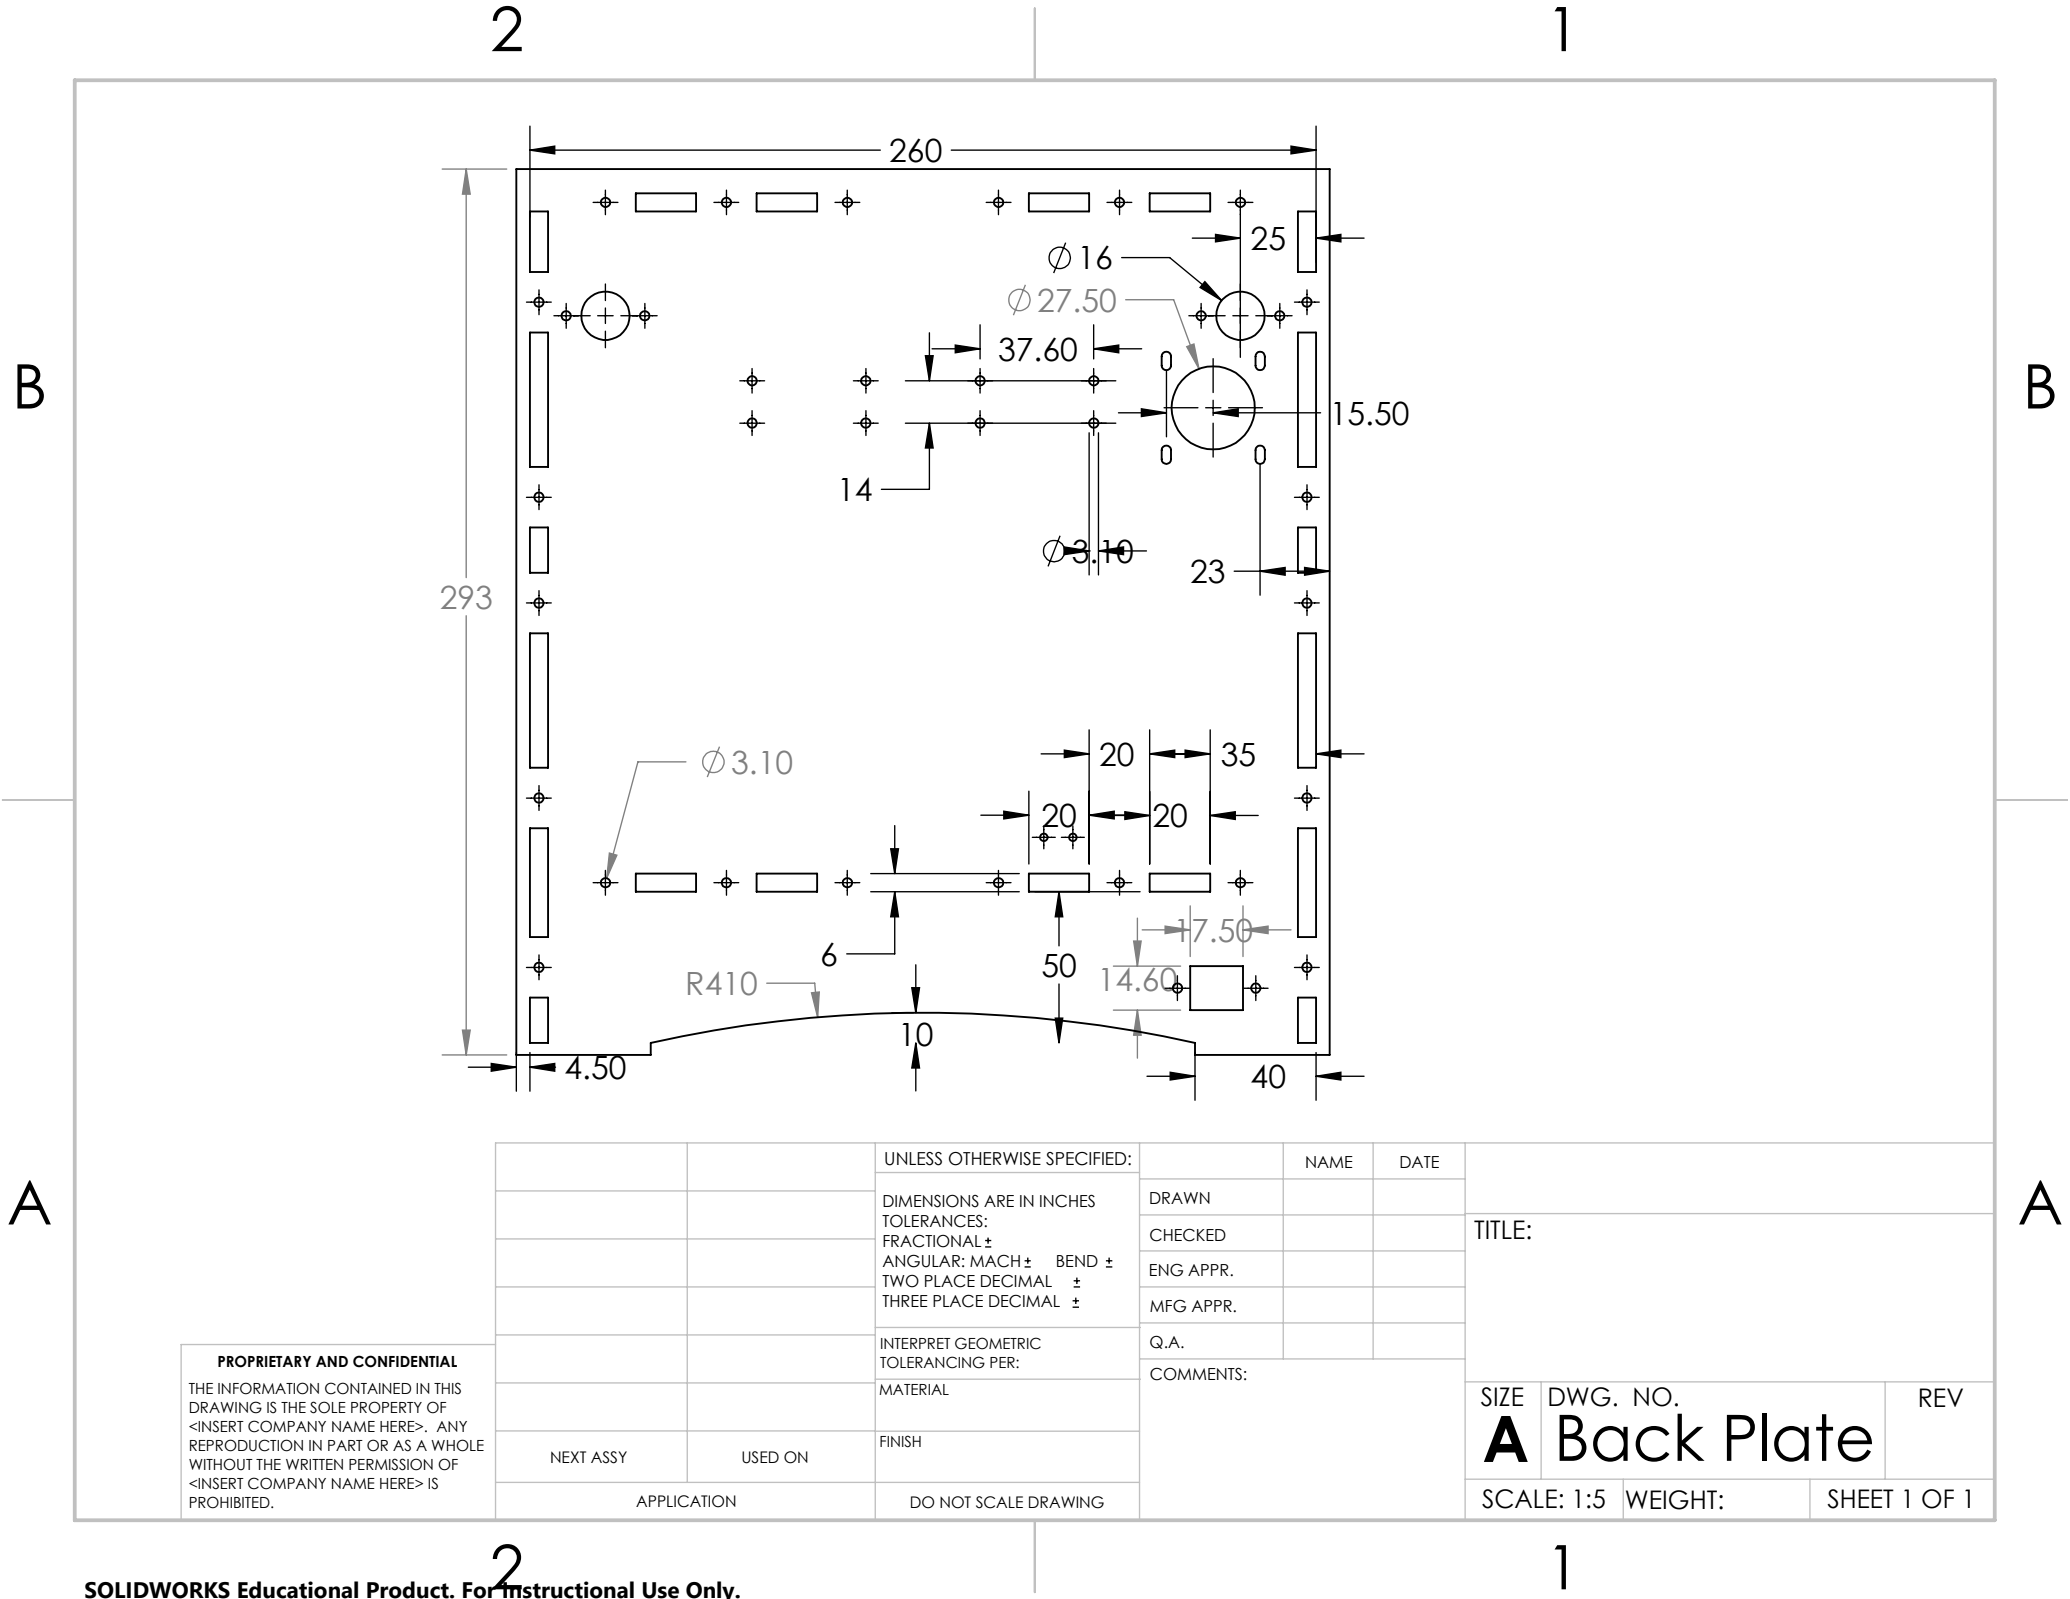 2
1
260
25
Ø16
Ø27.50
37.60
B
B
15.50
14
Ø3.10
23
293
20
35
Ø3.10
20
20
17.50
6
50
14.60
R410
10
4.50
40
A
A
UNLESS OTHERWISE SPECIFIED:
DIMENSIONS ARE IN INCHES
TOLERANCES:
FRACTIONAL ±
ANGULAR: MACH ± BEND ±
TWO PLACE DECIMAL ±
THREE PLACE DECIMAL ±
INTERPRET GEOMETRIC
TOLERANCING PER:
MATERIAL
FINISH
DO NOT SCALE DRAWING
NAME
DATE
DRAWN
CHECKED
ENG APPR.
MFG APPR.
Q.A.
COMMENTS:
TITLE:
SIZE
A
DWG. NO.
Back Plate
REV
SCALE: 1:5
WEIGHT:
SHEET 1 OF 1
NEXT ASSY
USED ON
APPLICATION
PROPRIETARY AND CONFIDENTIAL
THE INFORMATION CONTAINED IN THIS
DRAWING IS THE SOLE PROPERTY OF
<INSERT COMPANY NAME HERE>. ANY
REPRODUCTION IN PART OR AS A WHOLE
WITHOUT THE WRITTEN PERMISSION OF
<INSERT COMPANY NAME HERE> IS
PROHIBITED.
2
1
SOLIDWORKS Educational Product. For Instructional Use Only.